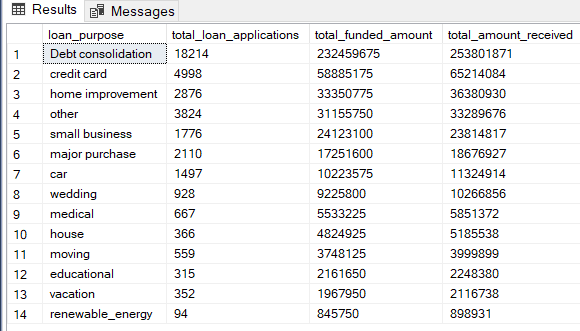 Results Messages
loan_purpose total_loan_applications total_funded_amount total_amount_received
1 Debt consolidation 18214 232459675 253801871
2 credit card 4998 58885175 65214084
3 home improvement 2876 33350775 36380930
4 other 3824 31155750 33289676
5 small business 1776 24123100 23814817
6 major purchase 2110 17251600 18676927
7 car 1497 10223575 11324914
8 wedding 928 9225800 10266856
9 medical 667 5533225 5851372
10 house 366 4824925 5185538
11 moving 559 3748125 3999899
12 educational 315 2161650 2248380
13 vacation 352 1967950 2116738
14 renewable_energy 94 845750 898931